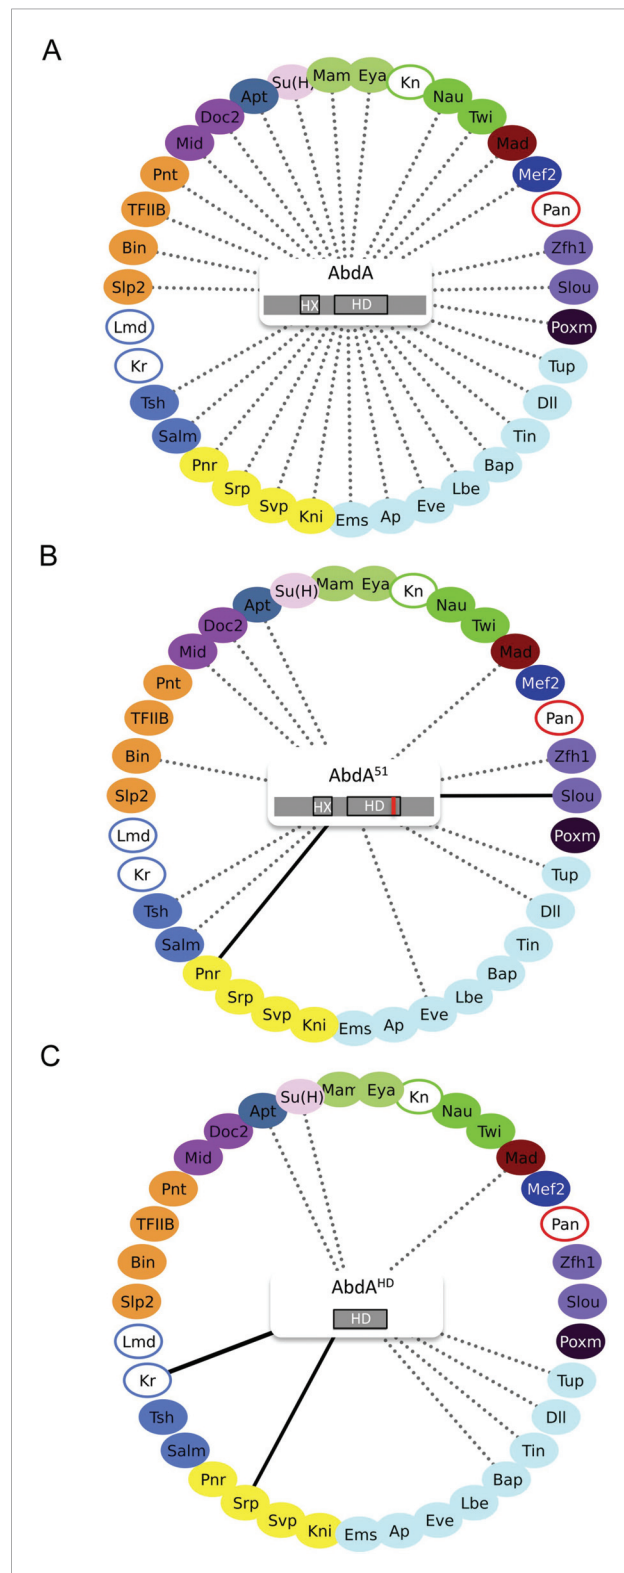 A
Su(H) Mam Eya Kn
Apt Nau
Doc2 Twi
Mid Mad
Pnt Mef2
TFIIB Pan
Bin Zfh1
AbdA
Slp2 Slou
HX HD
Lmd Poxm
Kr Tup
Tsh Dll
Salm Tin
Pnr Bap
Srp Lbe
Svp Eve
Kni Ems Ap
B
Su(H) Mam Eya Kn
Apt Nau
Doc2 Twi
Mid Mad
Pnt Mef2
TFIIB Pan
Bin Zfh1
AbdA51
Slp2 Slou
HX HD
Lmd Poxm
Kr Tup
Tsh Dll
Salm Tin
Pnr Bap
Srp Lbe
Svp Eve
Kni Ems Ap
C
Su(H) Mam Eya Kn
Apt Nau
Doc2 Twi
Mid Mad
Pnt Mef2
TFIIB Pan
Bin Zfh1
AbdAHD
Slp2 Slou
HD
Lmd Poxm
Kr Tup
Tsh Dll
Salm Tin
Pnr Bap
Srp Lbe
Svp Eve
Kni Ems Ap